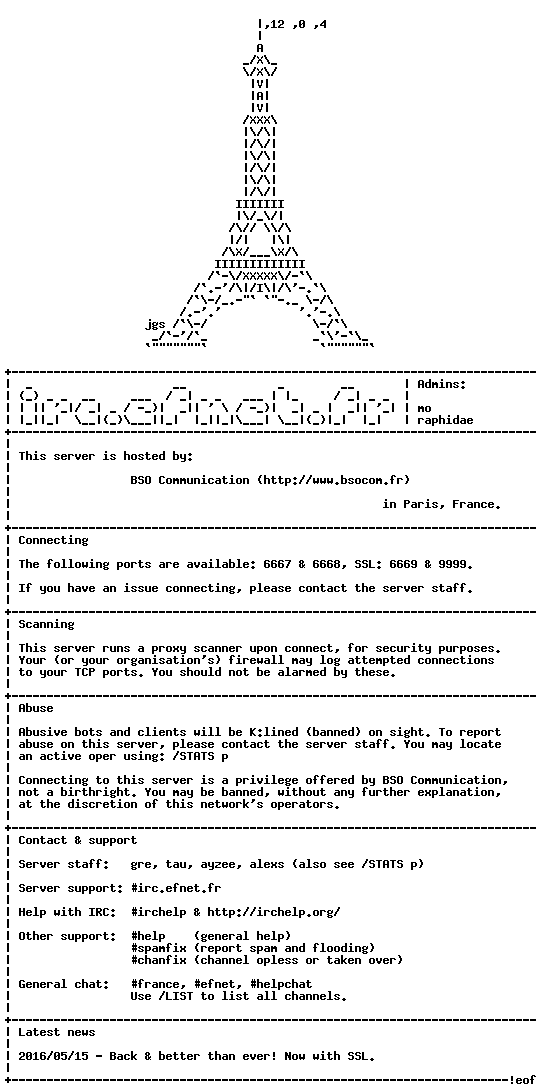 ,12 ,0 ,4
jgs
irc.efnet.fr
Admins:
mo
raphidae
This server is hosted by:
BSO Communication (http://www.bsocom.fr)
in Paris, France.
Connecting
The following ports are available: 6667 & 6668, SSL: 6669 & 9999.
If you have an issue connecting, please contact the server staff.
Scanning
This server runs a proxy scanner upon connect, for security purposes.
Your (or your organisation's) firewall may log attempted connections
to your TCP ports. You should not be alarmed by these.
Abuse
Abusive bots and clients will be K:lined (banned) on sight. To report
abuse on this server, please contact the server staff. You may locate
an active oper using: /STATS p
Connecting to this server is a privilege offered by BSO Communication,
not a birthright. You may be banned, without any further explanation,
at the discretion of this network's operators.
Contact & support
Server staff: gre, tau, ayzee, alexs (also see /STATS p)
Server support: #irc.efnet.fr
Help with IRC: #irchelp & http://irchelp.org/
Other support: #help (general help)
#spamfix (report spam and flooding)
#chanfix (channel opless or taken over)
General chat: #france, #efnet, #helpchat
Use /LIST to list all channels.
Latest news
2016/05/15 - Back & better than ever! Now with SSL.
!eof